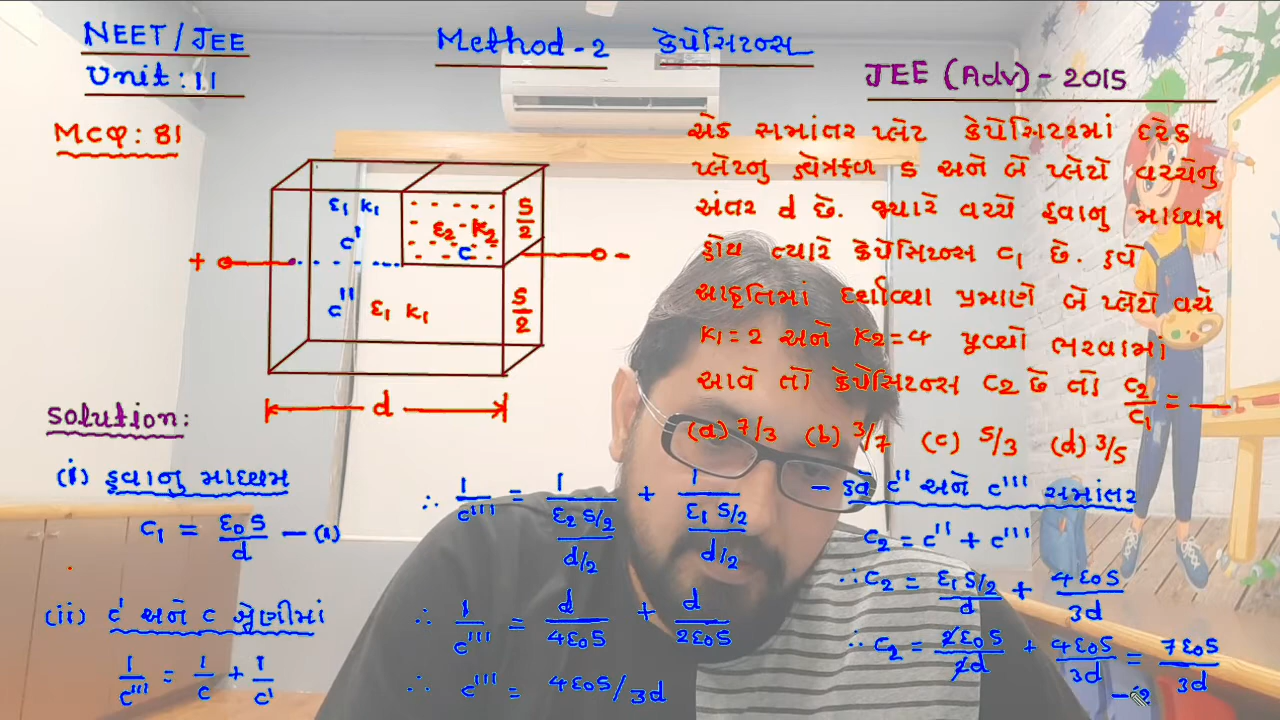 NEET/JEE
Unit: 11
Method-2 કેપેસિટન્સ
JEE (Adv) - 2015
MCQ: 81
એક સમાંતર પ્લેટ કેપેસિટરમાં દરેક
પ્લેટનુ ક્ષેત્રફળ S અને બે પ્લેટો વચ્ચેનુ
અંતર d છે. જ્યારે વચ્ચે હવાનુ માધ્યમ
હોય ત્યારે કેપેસિટન્સ C₁ છે. હવે
આકૃતિમાં દર્શાવ્યા પ્રમાણે બે પ્લેટો વચે
K₁=2 અને K₂=4 દ્રવ્યો ભરવામાં
આવે તો કેપેસિટન્સ C₂ છે તો C₂/C₁ = —
(a) 7/3 (b) 3/7 (c) 5/3 (d) 3/5
ε₁ K₁
C'
ε₂ K₂
C
S/2
+
-
C'' ε₁ K₁
S/2
d
Solution:
(i) હવાનુ માધ્યમ
C₁ = ε₀S/d — (1)
(ii) C' અને C શ્રેણીમાં
1/C''' = 1/C + 1/C'
∴ 1/C''' = 1/(ε₂ S/2 / d/2) + 1/(ε₁ S/2 / d/2)
∴ 1/C''' = d/4ε₀S + d/2ε₀S
∴ C''' = 4ε₀S/3d
- હવે C'' અને C''' સમાંતર
C₂ = C'' + C'''
∴ C₂ = ε₁ S/2 / d + 4ε₀S/3d
∴ C₂ = 2ε₀S/2d + 4ε₀S/3d = 7ε₀S/3d